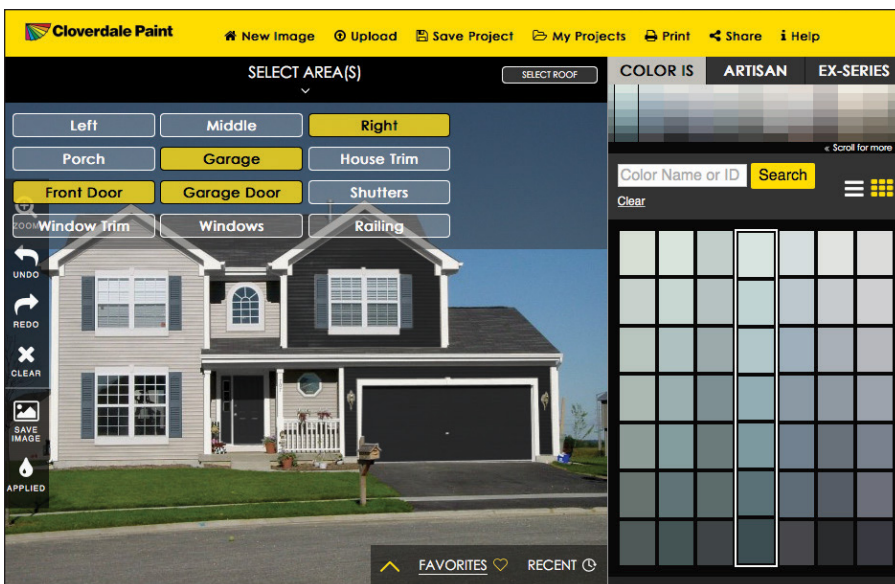 Cloverdale Paint
New Image Upload Save Project My Projects Print Share Help
SELECT AREA(S)
SELECT ROOF
COLOR IS ARTISAN EX-SERIES
« Scroll for more
Left Middle Right
Porch Garage House Trim
Front Door Garage Door Shutters
Window Trim Windows Railing
Color Name or ID Search
Clear
ZOOM
UNDO
REDO
CLEAR
SAVE
IMAGE
APPLIED
FAVORITES RECENT